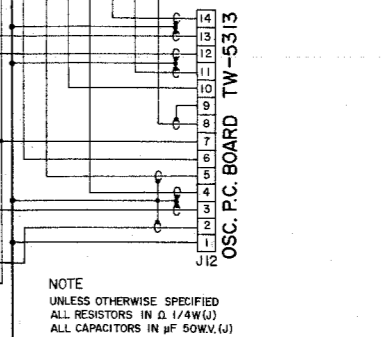 14
13
12
11
10
9
8
7
6
5
4
3
2
1
OSC. P.C. BOARD TW-5313
J12
NOTE
UNLESS OTHERWISE SPECIFIED
ALL RESISTORS IN Ω 1/4W(J)
ALL CAPACITORS IN µF 50W.V.(J)